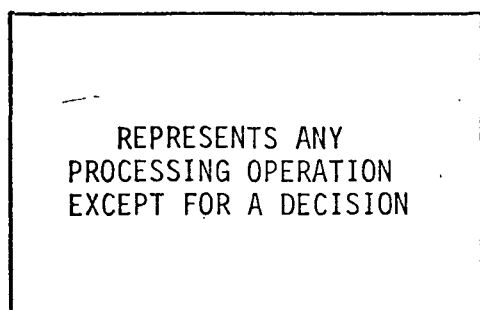 REPRESENTS ANY
PROCESSING OPERATION
EXCEPT FOR A DECISION